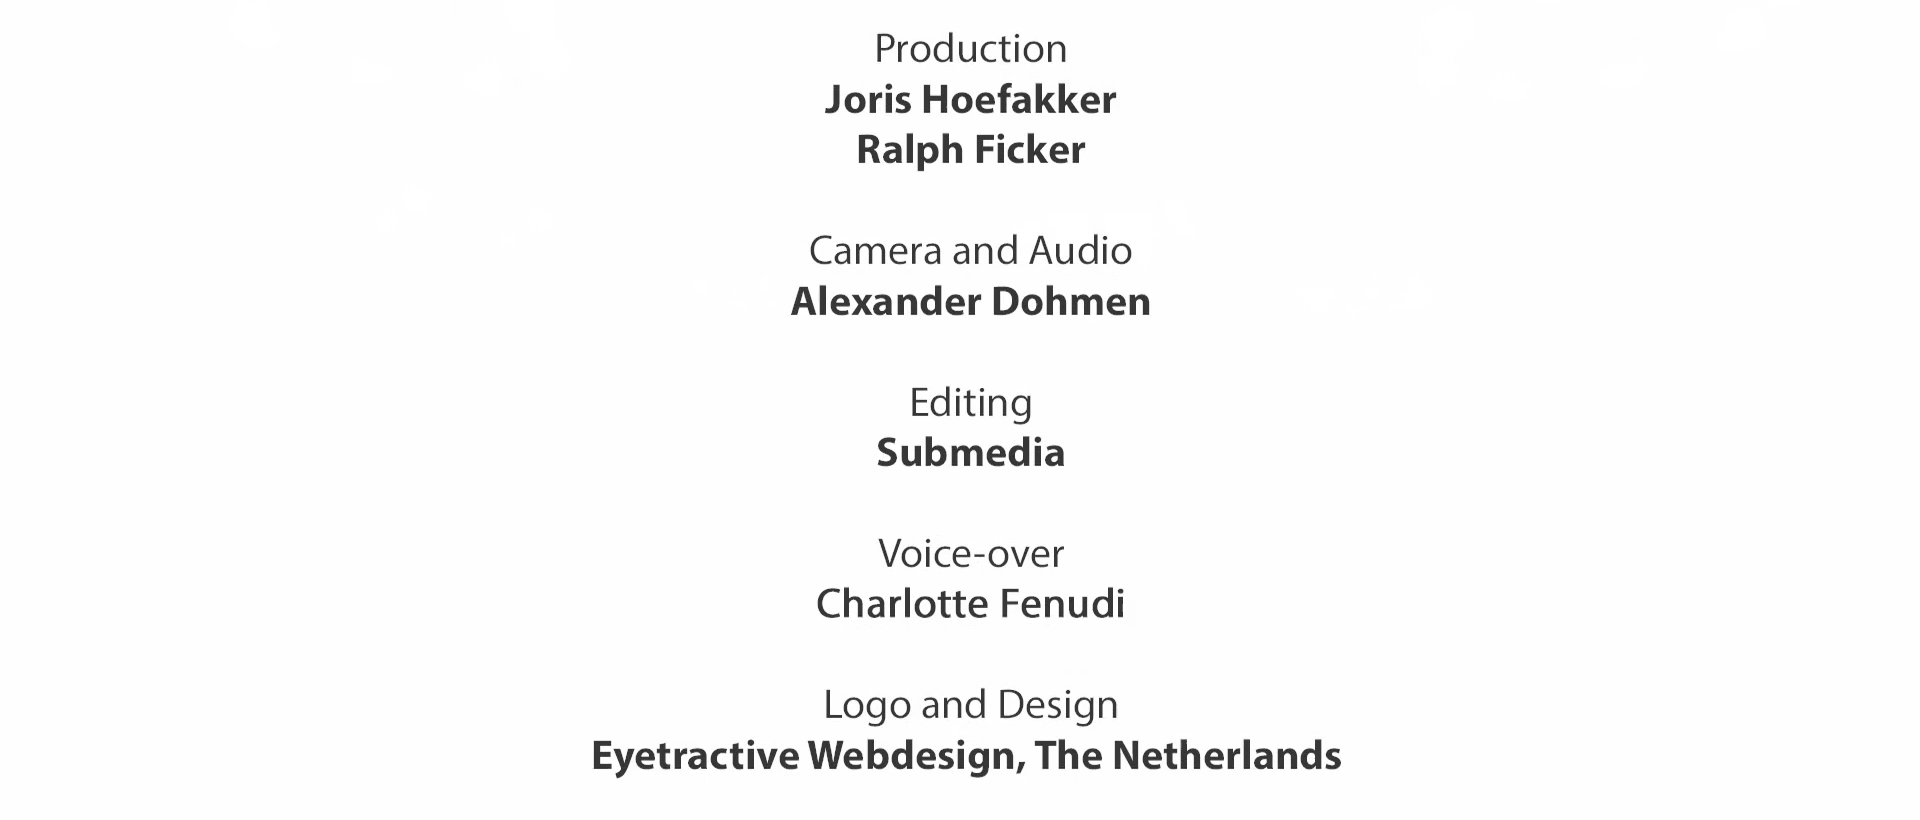 Production
Joris Hoefakker
Ralph Ficker
Camera and Audio
Alexander Dohmen
Editing
Submedia
Voice-over
Charlotte Fenudi
Logo and Design
Eyetractive Webdesign, The Netherlands